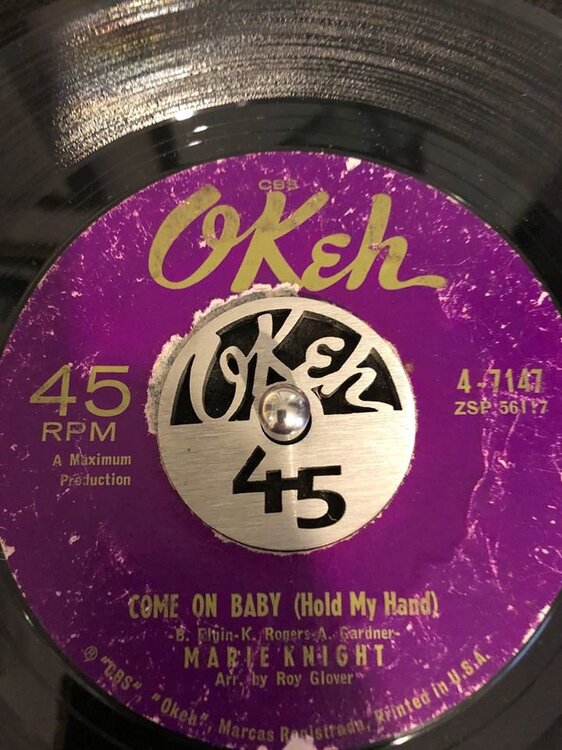 CBS
OKeh
OKeh
45
45
RPM
A Maximum
Production
4-7147
ZSP 56117
COME ON BABY (Hold My Hand)
-B. Elgin-K. Rogers-A. Gardner-
MARIE KNIGHT
Arr. by Roy Glover
® "CBS" "Okeh", Marcas Registrada, Printed in U.S.A.